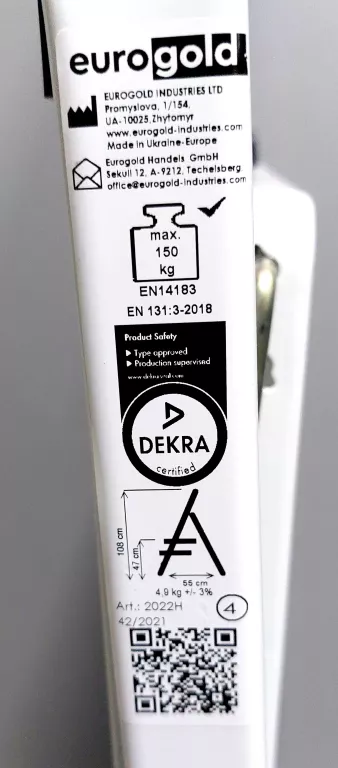 eurogold
EUROGOLD INDUSTRIES LTD
Promyslova, 1/154,
UA-10025, Zhytomyr
www.eurogold-industries.com
Made in Ukraine-Europe
Eurogold Handels GmbH
Sekull 12, A-9212, Techelsberg
office@eurogold-industries.com
max.
150
kg
EN14183
EN 131:3-2018
Product Safety
Type approved
Production supervised
DEKRA
certified
108 cm
47 cm
55 cm
4,9 kg +/- 3%
Art.: 2022H
4
42/2021